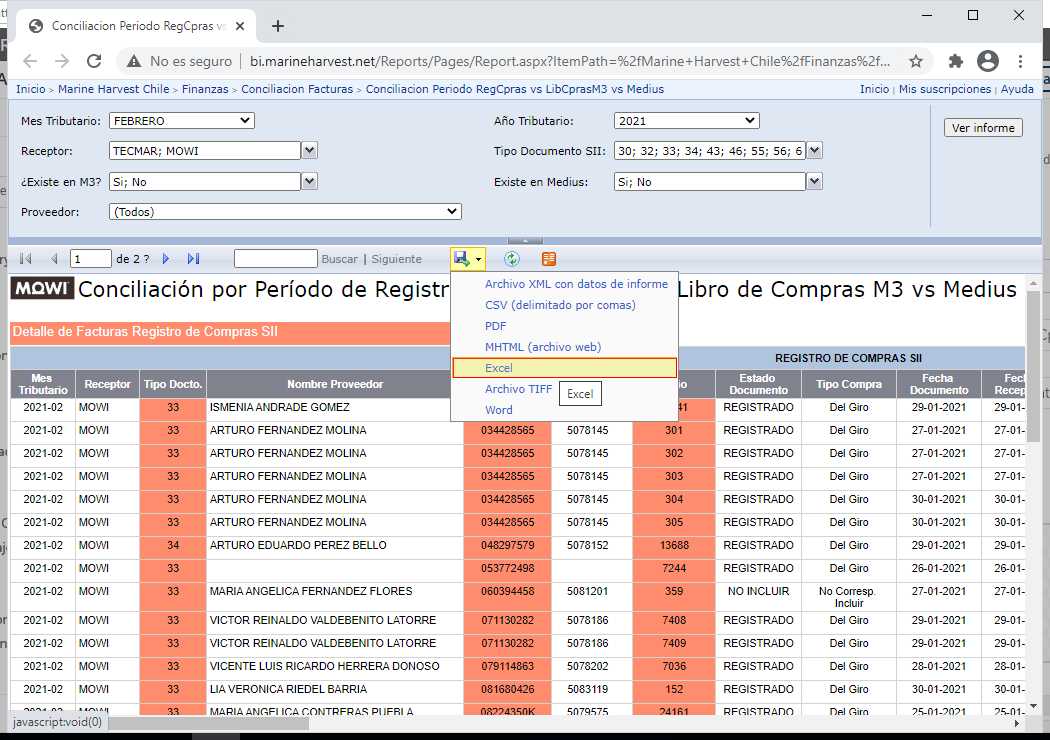 Conciliacion Periodo RegCpras vs
No es seguro | bi.marineharvest.net/Reports/Pages/Report.aspx?ItemPath=%2fMarine+Harvest+Chile%2fFinanzas%2f...
Inicio > Marine Harvest Chile > Finanzas > Conciliacion Facturas > Conciliacion Periodo RegCpras vs LibCprasM3 vs Medius
Inicio | Mis suscripciones | Ayuda
Mes Tributario: FEBRERO Año Tributario: 2021 Ver informe
Receptor: TECMAR; MOWI Tipo Documento SII: 30; 32; 33; 34; 43; 46; 55; 56; 6
¿Existe en M3? Si; No Existe en Medius: Si; No
Proveedor: (Todos)
1 de 2 ? Buscar | Siguiente
Archivo XML con datos de informe
CSV (delimitado por comas)
PDF
MHTML (archivo web)
Excel
Archivo TIFF
Word
Excel
MOWI Conciliación por Período de Registr Libro de Compras M3 vs Medius
Detalle de Facturas Registro de Compras SII
REGISTRO DE COMPRAS SII
Mes Tributario Receptor Tipo Docto. Nombre Proveedor io Estado Documento Tipo Compra Fecha Documento Fech Recep
2021-02 MOWI 33 ISMENIA ANDRADE GOMEZ 41 REGISTRADO Del Giro 29-01-2021 29-01-
2021-02 MOWI 33 ARTURO FERNANDEZ MOLINA 034428565 5078145 301 REGISTRADO Del Giro 27-01-2021 27-01-
2021-02 MOWI 33 ARTURO FERNANDEZ MOLINA 034428565 5078145 302 REGISTRADO Del Giro 27-01-2021 27-01-
2021-02 MOWI 33 ARTURO FERNANDEZ MOLINA 034428565 5078145 303 REGISTRADO Del Giro 27-01-2021 27-01-
2021-02 MOWI 33 ARTURO FERNANDEZ MOLINA 034428565 5078145 304 REGISTRADO Del Giro 30-01-2021 30-01-
2021-02 MOWI 33 ARTURO FERNANDEZ MOLINA 034428565 5078145 305 REGISTRADO Del Giro 30-01-2021 30-01-
2021-02 MOWI 34 ARTURO EDUARDO PEREZ BELLO 048297579 5078152 13688 REGISTRADO Del Giro 29-01-2021 29-01-
2021-02 MOWI 33 053772498 7244 REGISTRADO Del Giro 26-01-2021 26-01-
2021-02 MOWI 33 MARIA ANGELICA FERNANDEZ FLORES 060394458 5081201 359 NO INCLUIR No Corresp. Incluir 27-01-2021 27-01-
2021-02 MOWI 33 VICTOR REINALDO VALDEBENITO LATORRE 071130282 5078186 7408 REGISTRADO Del Giro 29-01-2021 29-01-
2021-02 MOWI 33 VICTOR REINALDO VALDEBENITO LATORRE 071130282 5078186 7409 REGISTRADO Del Giro 29-01-2021 29-01-
2021-02 MOWI 33 VICENTE LUIS RICARDO HERRERA DONOSO 079114863 5078202 7036 REGISTRADO Del Giro 28-01-2021 28-01-
2021-02 MOWI 33 LIA VERONICA RIEDEL BARRIA 081680426 5083119 152 REGISTRADO Del Giro 29-01-2021 29-01-
2021-02 MOWI 33 MARIA ANGELICA CONTRERAS PUEBLA 08224350K 5079575 24161 REGISTRADO Del Giro 25-01-2021 25-01-
javascript:void(0)